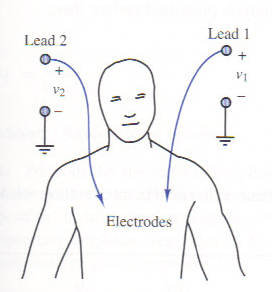 Lead 2
Lead 1
+
v2
−
+
v1
−
Electrodes